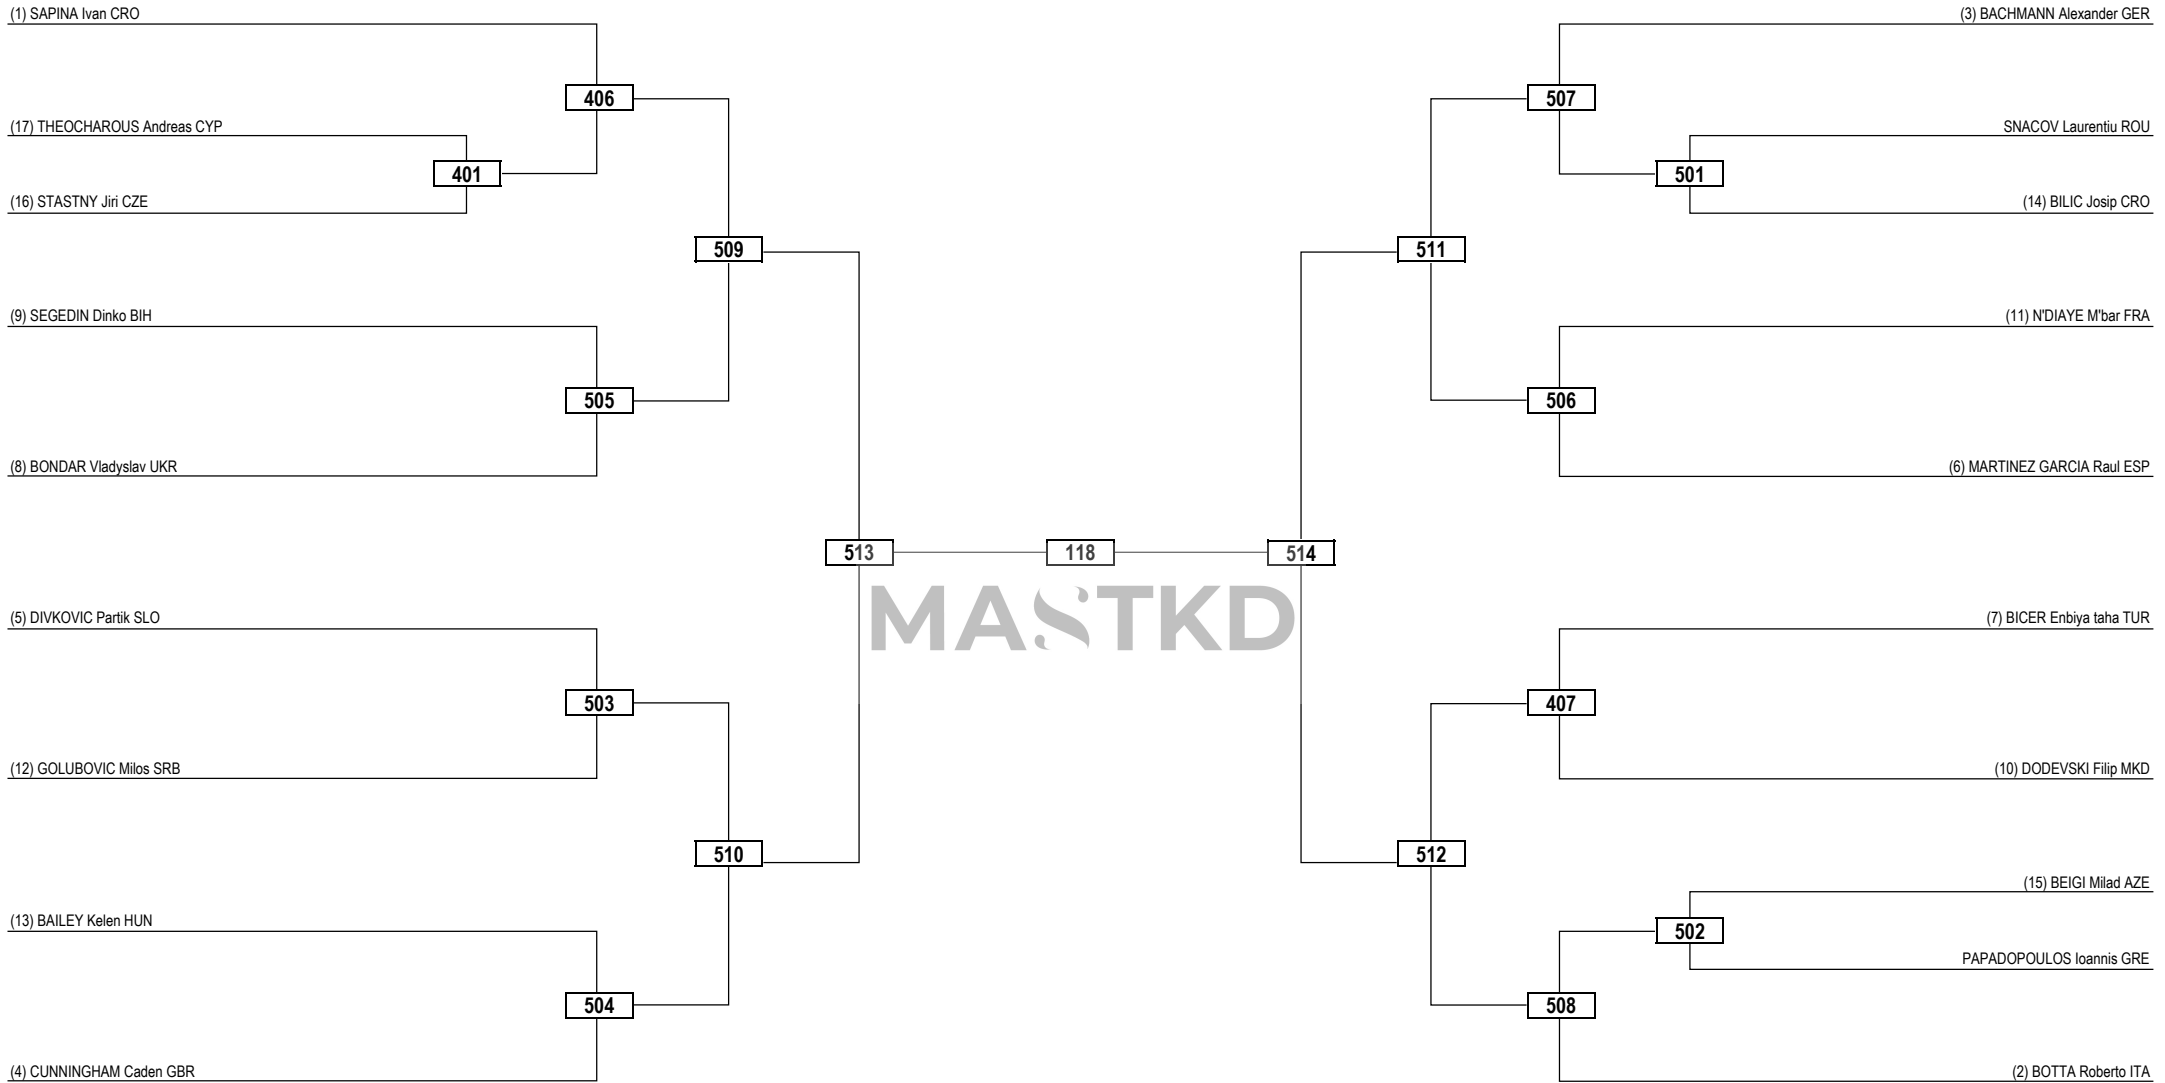 (1) SAPINA Ivan CRO
(3) BACHMANN Alexander GER
406
507
(17) THEOCHAROUS Andreas CYP
SNACOV Laurentiu ROU
401
501
(16) STASTNY Jiri CZE
(14) BILIC Josip CRO
509
511
(9) SEGEDIN Dinko BIH
(11) N'DIAYE M'bar FRA
505
506
(8) BONDAR Vladyslav UKR
(6) MARTINEZ GARCIA Raul ESP
513
118
514
MASTKD
(5) DIVKOVIC Partik SLO
(7) BICER Enbiya taha TUR
503
407
(12) GOLUBOVIC Milos SRB
(10) DODEVSKI Filip MKD
510
512
(15) BEIGI Milad AZE
(13) BAILEY Kelen HUN
502
PAPADOPOULOS Ioannis GRE
504
508
(4) CUNNINGHAM Caden GBR
(2) BOTTA Roberto ITA